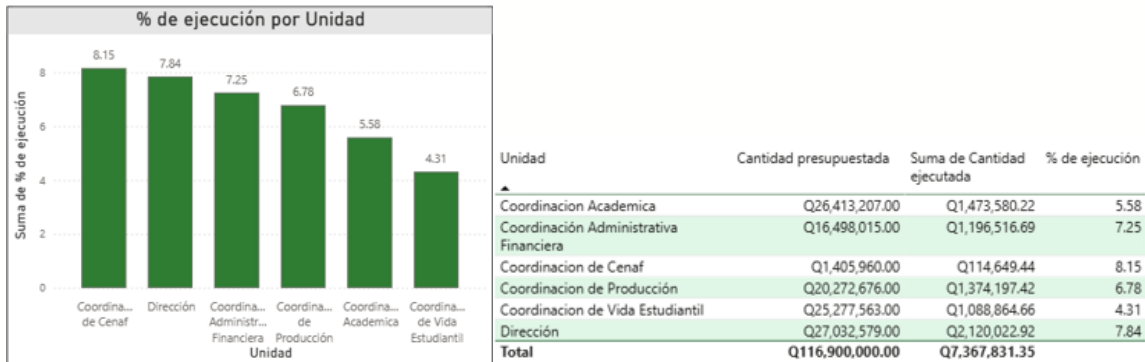 % de ejecución por Unidad
8.15
7.84
7.25
6.78
5.58
4.31
8
6
4
2
0
Suma de % de ejecución
Coordina... de Cenaf
Dirección
Coordina... Administr... Financiera
Coordina... de Producción
Coordina... Academica
Coordina... de Vida Estudiantil
Unidad
Unidad Cantidad presupuestada Suma de Cantidad ejecutada % de ejecución
Coordinacion Academica Q26,413,207.00 Q1,473,580.22 5.58
Coordinación Administrativa Financiera Q16,498,015.00 Q1,196,516.69 7.25
Coordinacion de Cenaf Q1,405,960.00 Q114,649.44 8.15
Coordinacion de Producción Q20,272,676.00 Q1,374,197.42 6.78
Coordinacion de Vida Estudiantil Q25,277,563.00 Q1,088,864.66 4.31
Dirección Q27,032,579.00 Q2,120,022.92 7.84
Total Q116,900,000.00 Q7,367,831.35